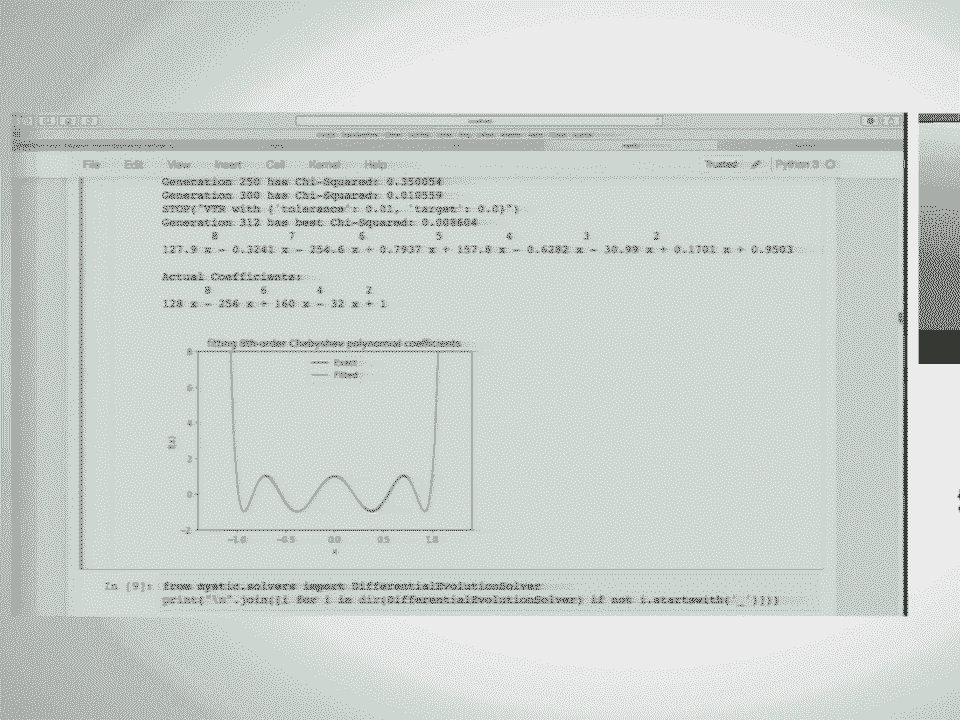 File Edit View Insert Cell Kernel Help Trusted Python 3
Generation 250 has Chi-Squared: 0.350054
Generation 300 has Chi-Squared: 0.010559
STOP("VTR with {'tolerance': 0.01, 'target': 0.0}")
Generation 312 has best Chi-Squared: 0.008604
8 7 6 5 4 3 2
127.9 x - 0.3241 x - 254.6 x + 0.7937 x + 157.8 x - 0.6282 x - 30.99 x + 0.1701 x + 0.9503
Actual Coefficients:
8 6 4 2
128 x - 256 x + 160 x - 32 x + 1
fitting 8th-order Chebyshev polynomial coefficients
Exact
Fitted
8
6
4
2
0
-2
f(x)
-1.0 -0.5 0.0 0.5 1.0
x
In [9]: from mystic.solvers import DifferentialEvolutionSolver
print("\n".join([i for i in dir(DifferentialEvolutionSolver) if not i.startswith('_')]))